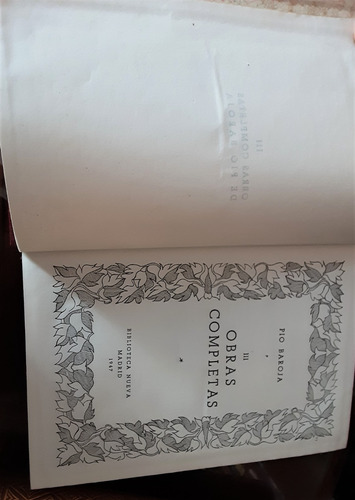 PIO BAROJA
OBRAS
COMPLETAS
III
BIBLIOTECA NUEVA
MADRID
1947